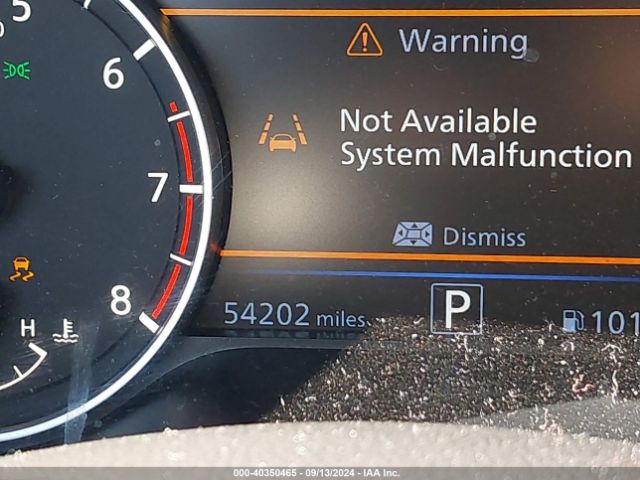 5
6
7
8
H
Warning
Not Available
System Malfunction
Dismiss
54202 miles
P
101
000-40350465 - 09/13/2024 - IAA Inc.